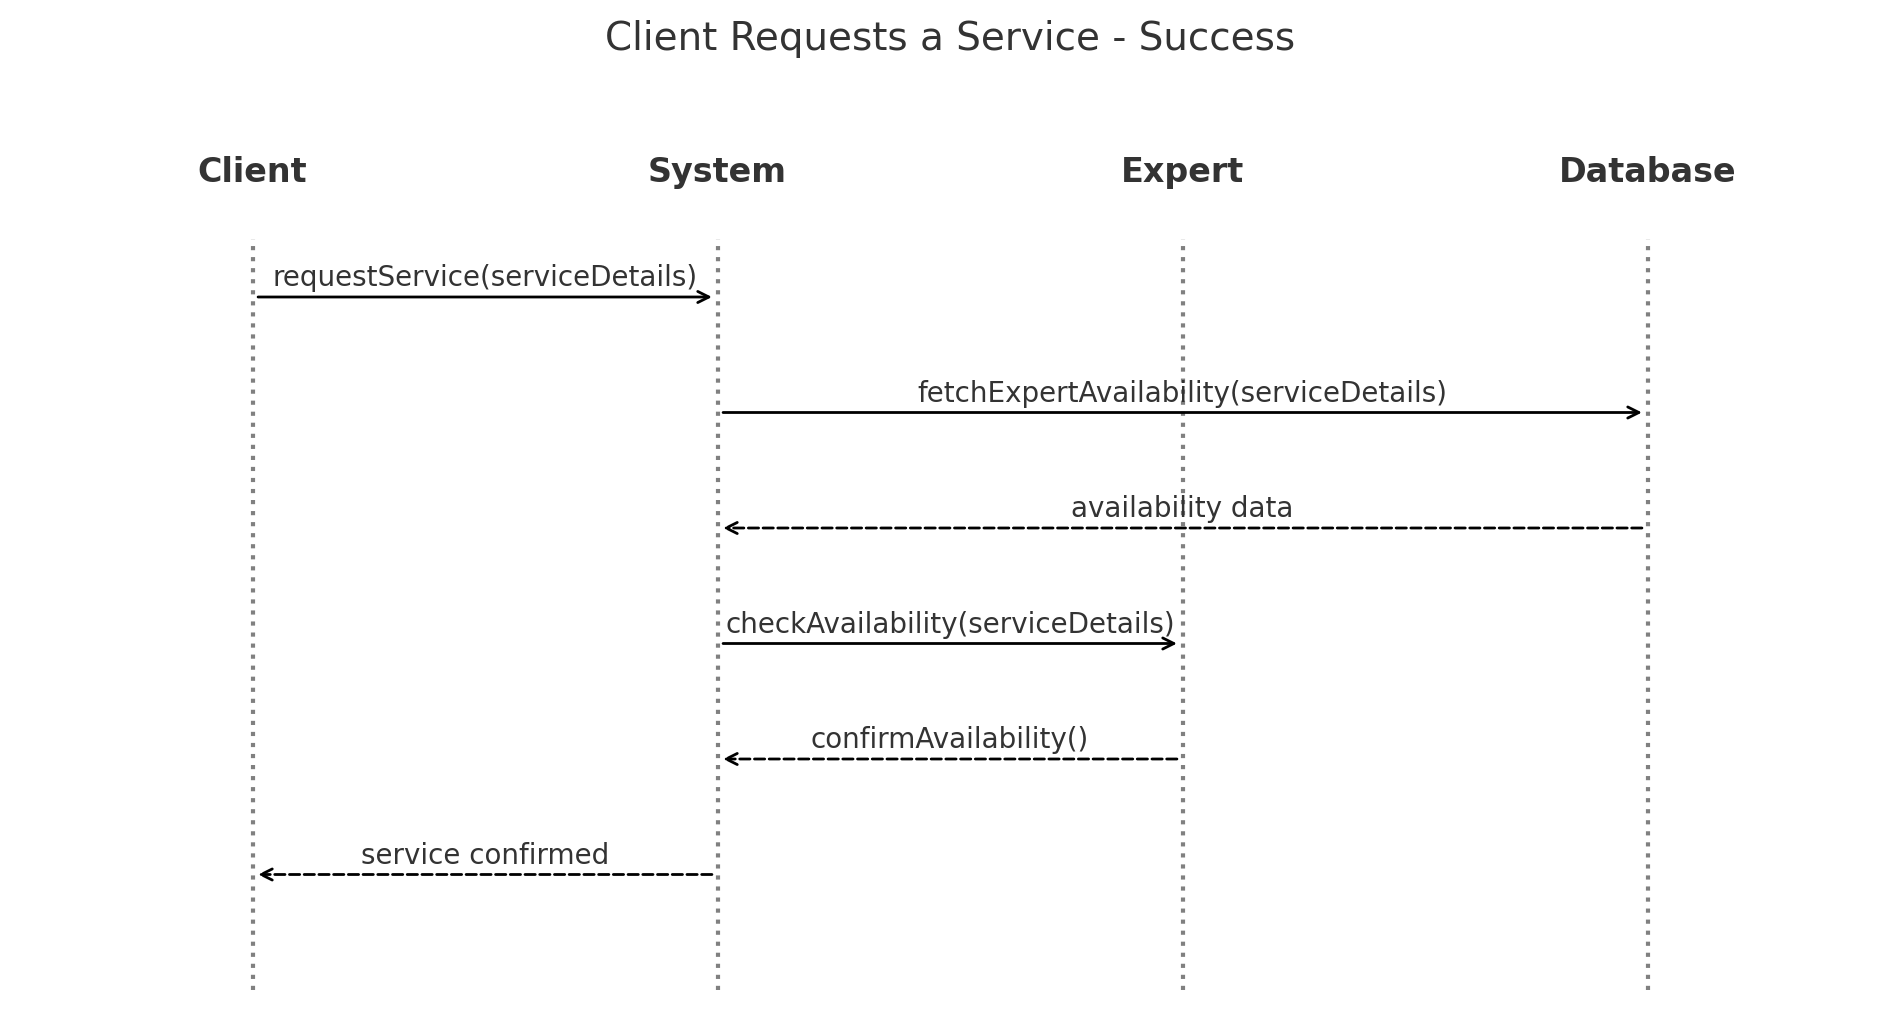 Client Requests a Service - Success
Client
System
Expert
Database
requestService(serviceDetails)
fetchExpertAvailability(serviceDetails)
availability data
checkAvailability(serviceDetails)
confirmAvailability()
service confirmed